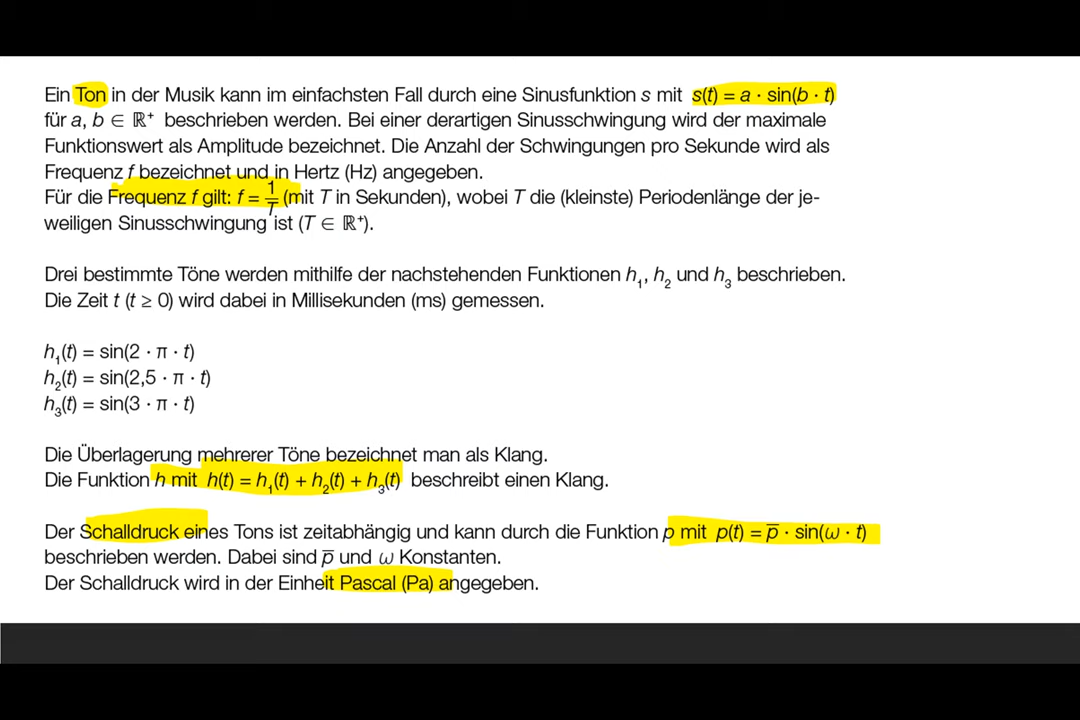 Ein Ton in der Musik kann im einfachsten Fall durch eine Sinusfunktion s mit s(t) = a · sin(b · t)
für a, b ∈ ℝ⁺ beschrieben werden. Bei einer derartigen Sinusschwingung wird der maximale
Funktionswert als Amplitude bezeichnet. Die Anzahl der Schwingungen pro Sekunde wird als
Frequenz f bezeichnet und in Hertz (Hz) angegeben.
Für die Frequenz f gilt: f = 1/T (mit T in Sekunden), wobei T die (kleinste) Periodenlänge der je-
weiligen Sinusschwingung ist (T ∈ ℝ⁺).
Drei bestimmte Töne werden mithilfe der nachstehenden Funktionen h₁, h₂ und h₃ beschrieben.
Die Zeit t (t ≥ 0) wird dabei in Millisekunden (ms) gemessen.
h₁(t) = sin(2 · π · t)
h₂(t) = sin(2,5 · π · t)
h₃(t) = sin(3 · π · t)
Die Überlagerung mehrerer Töne bezeichnet man als Klang.
Die Funktion h mit h(t) = h₁(t) + h₂(t) + h₃(t) beschreibt einen Klang.
Der Schalldruck eines Tons ist zeitabhängig und kann durch die Funktion p mit p(t) = p̅ · sin(ω · t)
beschrieben werden. Dabei sind p̅ und ω Konstanten.
Der Schalldruck wird in der Einheit Pascal (Pa) angegeben.